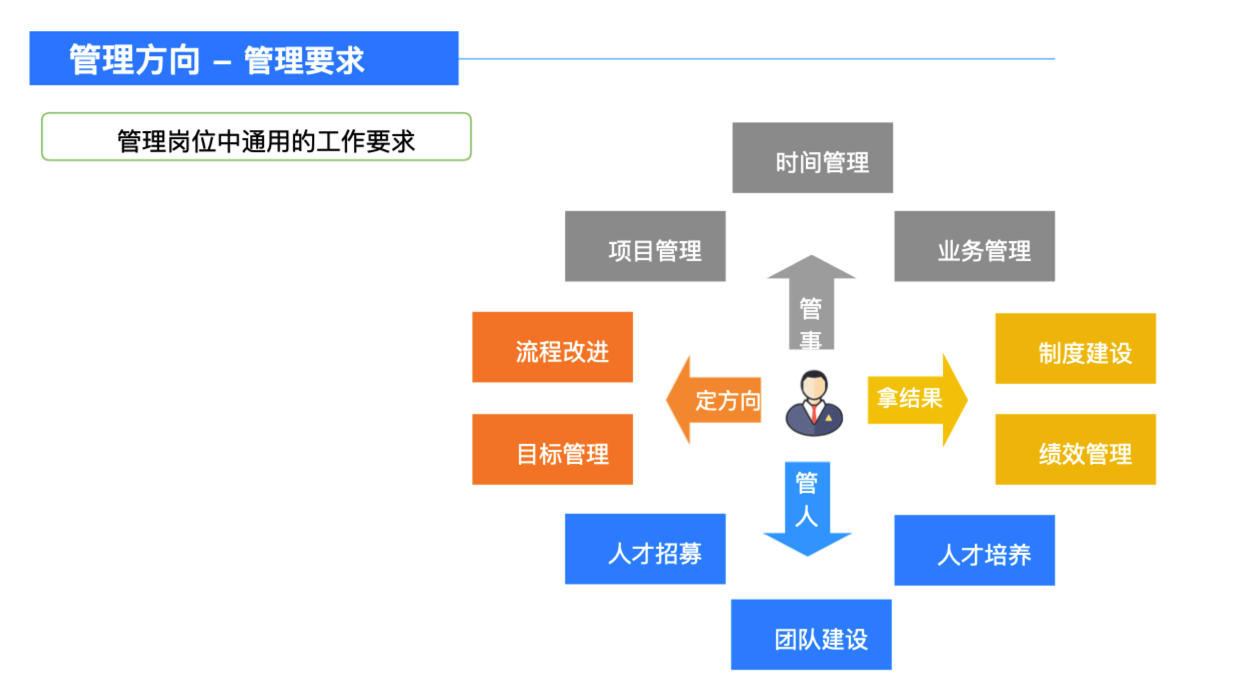 管理方向 – 管理要求
管理岗位中通用的工作要求
时间管理
项目管理
业务管理
管
事
流程改进
制度建设
定方向
拿结果
目标管理
绩效管理
管
人
人才招募
人才培养
团队建设